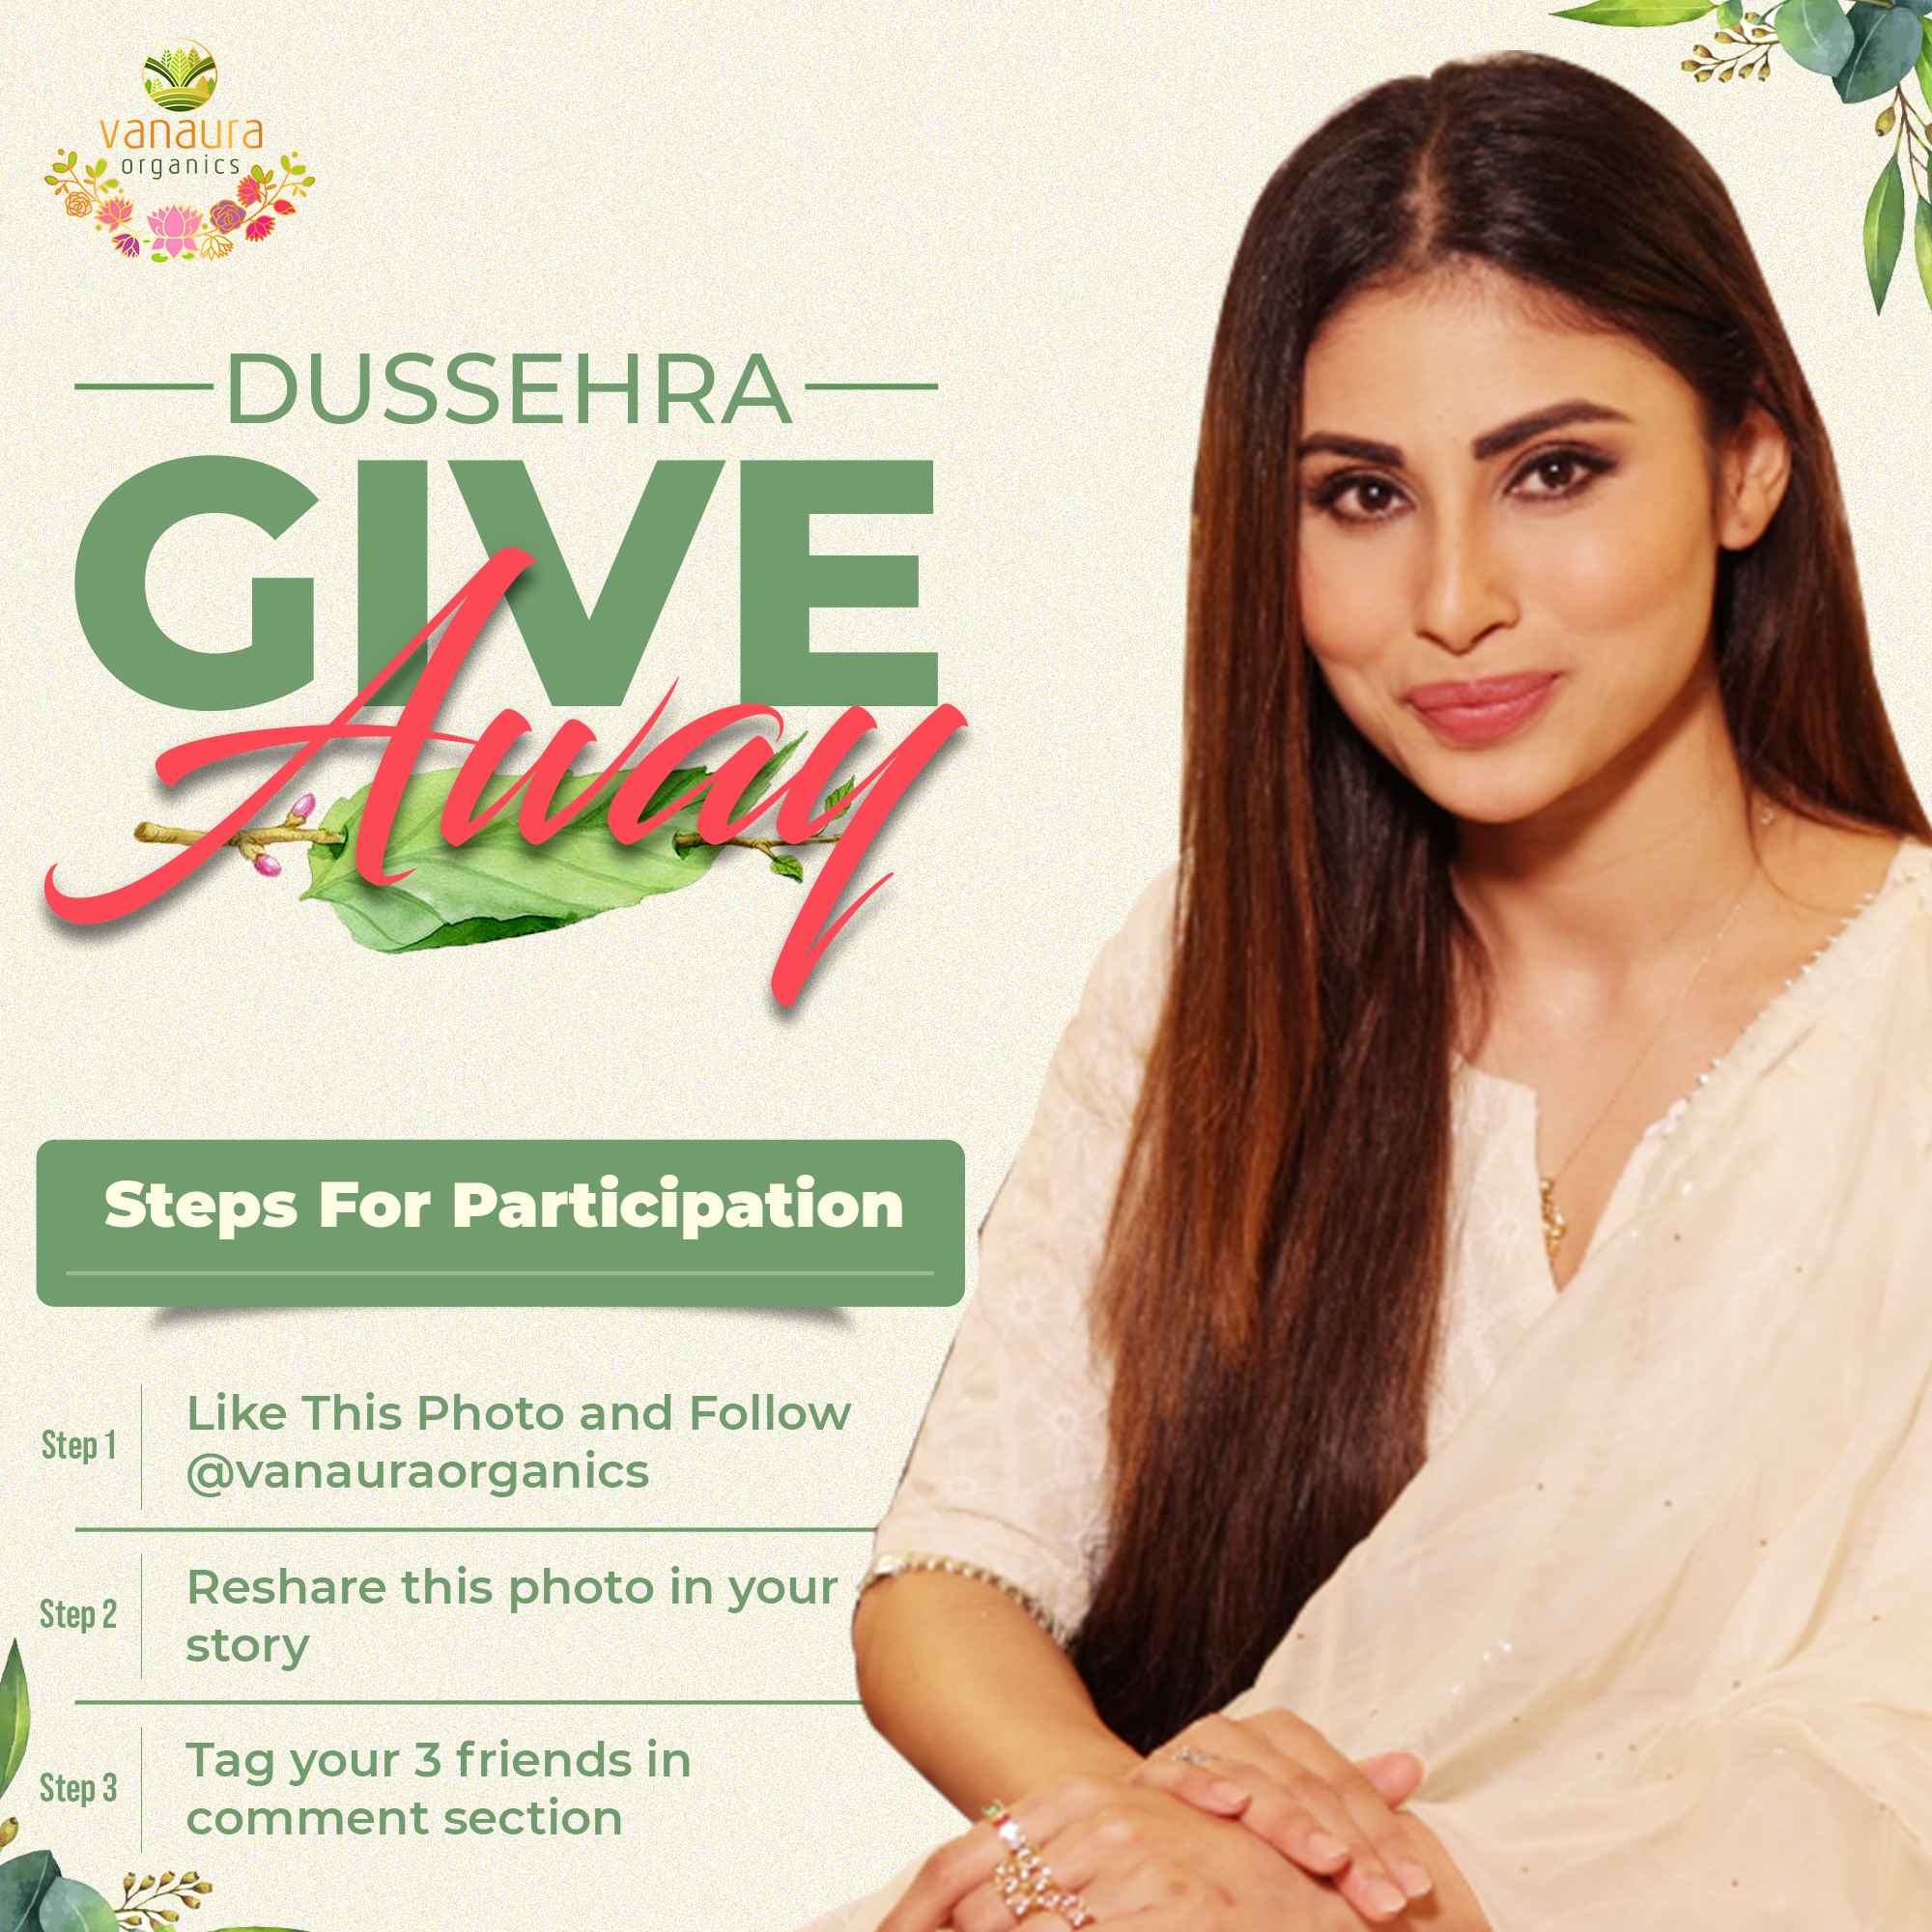 vanaura
organics
DUSSEHRA
GIVE
Away
Steps For Participation
Step 1
Like This Photo and Follow
@vanauraorganics
Step 2
Reshare this photo in your
story
Step 3
Tag your 3 friends in
comment section